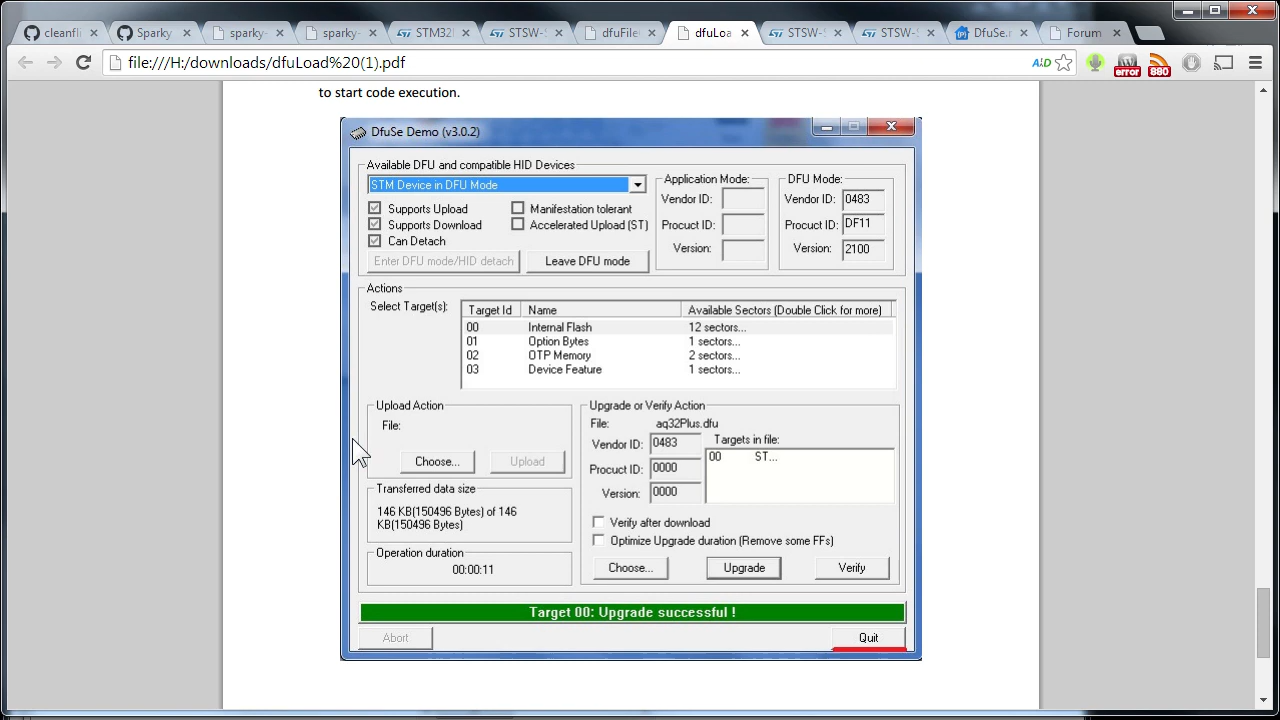 cleanfli
Sparky
sparky-
sparky-
STM32
STSW-
dfuFile
dfuLoa
STSW-
STSW-
DfuSe.r
Forum
file:///H:/downloads/dfuLoad%20(1).pdf
error
880
to start code execution.
DfuSe Demo (v3.0.2)
Available DFU and compatible HID Devices
STM Device in DFU Mode
Supports Upload
Manifestation tolerant
Supports Download
Accelerated Upload (ST)
Can Detach
Enter DFU mode/HID detach
Leave DFU mode
Application Mode:
Vendor ID:
Procuct ID:
Version:
DFU Mode:
Vendor ID: 0483
Procuct ID: DF11
Version: 2100
Actions
Select Target(s):
Target Id Name Available Sectors (Double Click for more)
00 Internal Flash 12 sectors...
01 Option Bytes 1 sectors...
02 OTP Memory 2 sectors...
03 Device Feature 1 sectors...
Upload Action
File:
Choose...
Upload
Transferred data size
146 KB(150496 Bytes) of 146
KB(150496 Bytes)
Operation duration
00:00:11
Upgrade or Verify Action
File: aq32Plus.dfu
Vendor ID: 0483
Procuct ID: 0000
Version: 0000
Targets in file:
00 ST...
Verify after download
Optimize Upgrade duration (Remove some FFs)
Choose...
Upgrade
Verify
Target 00: Upgrade successful !
Abort
Quit